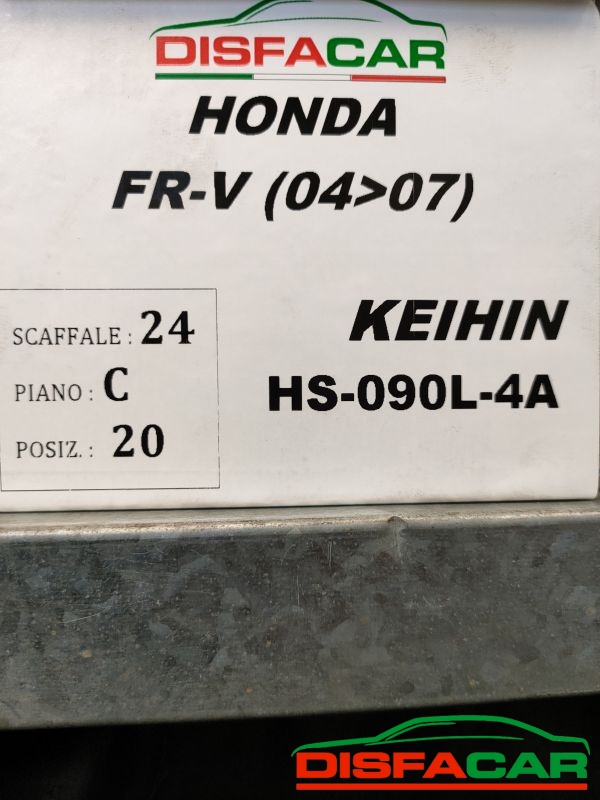 DISFACAR
HONDA
FR-V (04>07)
SCAFFALE : 24
PIANO : C
POSIZ. : 20
KEIHIN
HS-090L-4A
DISFACAR